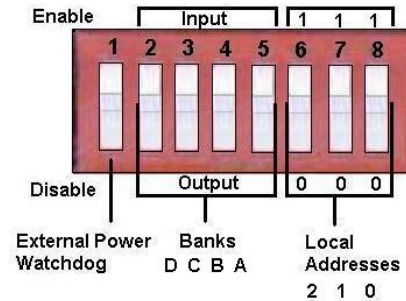 Enable Input 1 1 1
1 2 3 4 5 6 7 8
Disable Output 0 0 0
External Power Banks Local
Watchdog D C B A Addresses
2 1 0